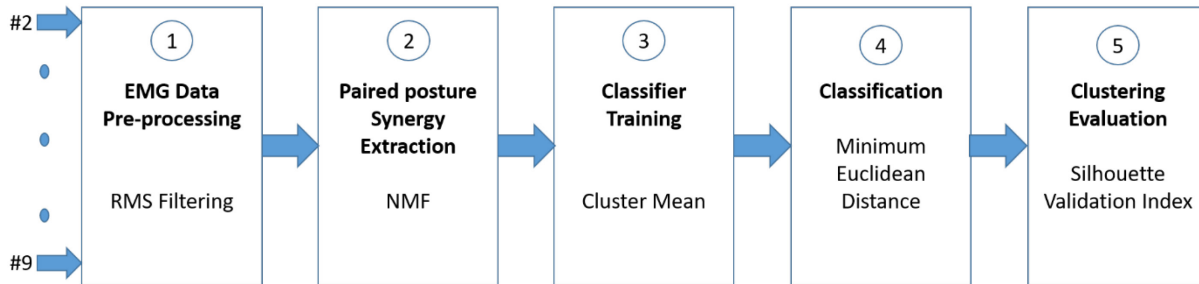 #2
#9
1
EMG Data
Pre-processing
RMS Filtering
2
Paired posture
Synergy
Extraction
NMF
3
Classifier
Training
Cluster Mean
4
Classification
Minimum
Euclidean
Distance
5
Clustering
Evaluation
Silhouette
Validation Index